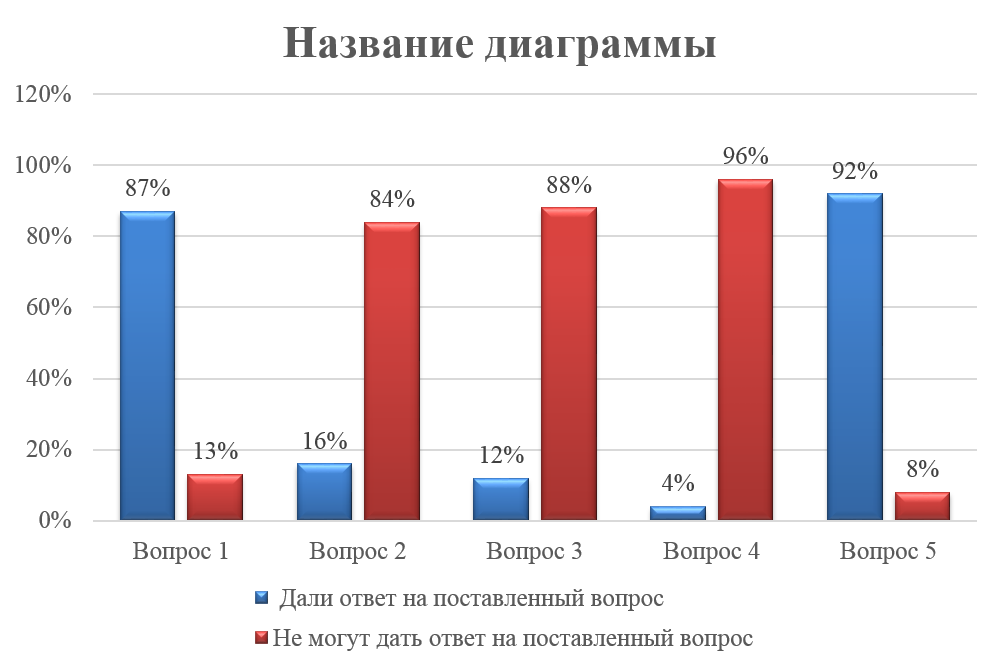 Название диаграммы
120%
100%
80%
60%
40%
20%
0%
87%
13%
16%
84%
12%
88%
4%
96%
92%
8%
Вопрос 1
Вопрос 2
Вопрос 3
Вопрос 4
Вопрос 5
Дали ответ на поставленный вопрос
Не могут дать ответ на поставленный вопрос